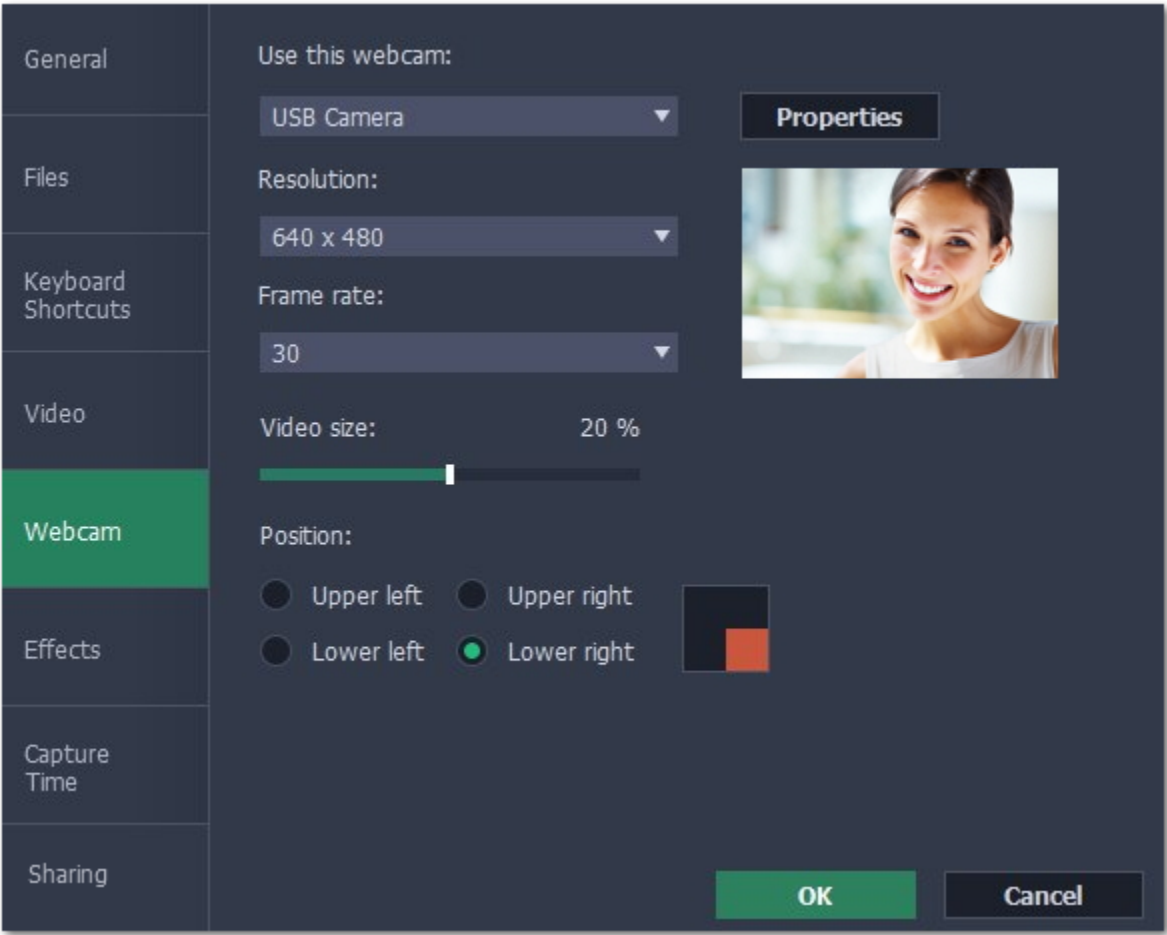 General
Files
Keyboard
Shortcuts
Video
Webcam
Effects
Capture
Time
Sharing
Use this webcam:
USB Camera
Properties
Resolution:
640 x 480
Frame rate:
30
Video size: 20 %
Position:
Upper left Upper right
Lower left Lower right
OK Cancel